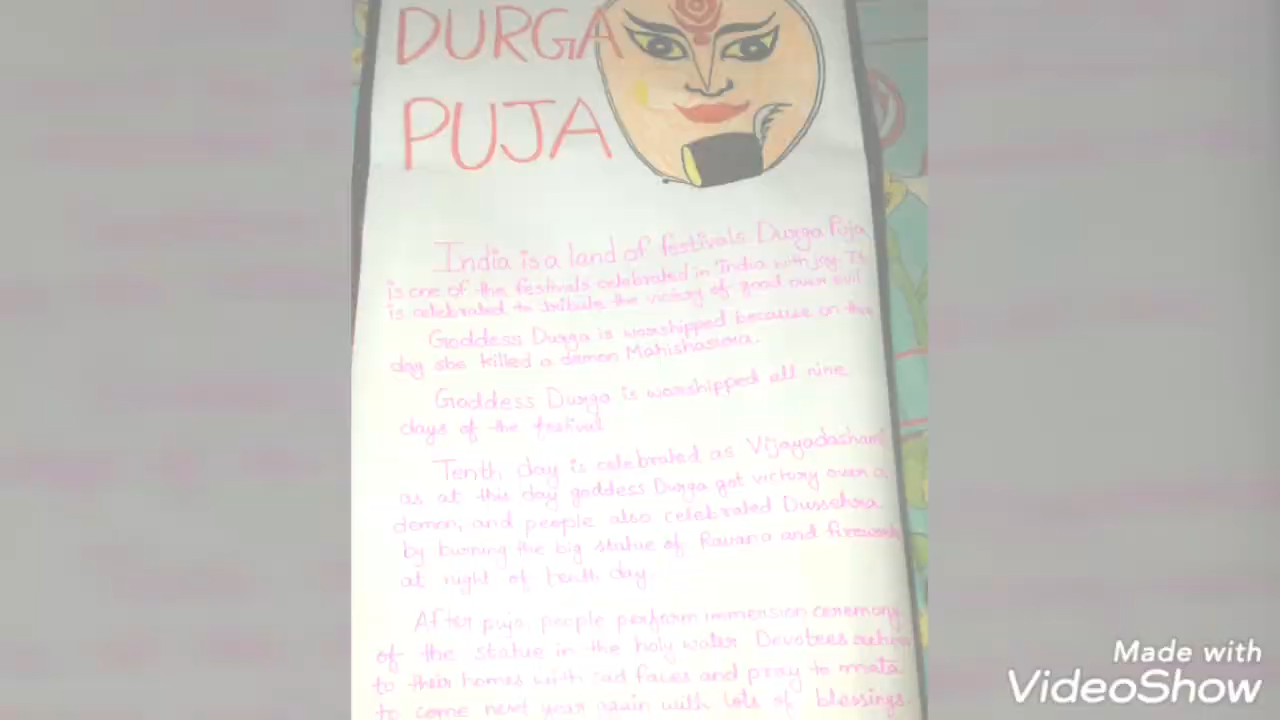 DURGA
PUJA
India is a land of festivals. Durga Puja
is one of the festivals celebrated in India with joy. It
is celebrated to tribute the vicory of good over evil
Goddess Durga is worshipped because on this
day she killed a demon Mahishasura.
Goddess Durga is worshipped all nine
days of the festival
Tenth day is celebrated as Vijayadashami
as at this day goddess Durga got victory over a
demon, and people also celebrated Dussehra
by burning the big statue of Ravana and firework
at night of tenth day.
After puja, people perform immersion ceremony
of the statue in the holy water. Devotees return
to their homes with sad faces and pray to mata
to come next year again with lots of blessings.
Made with
VideoShow